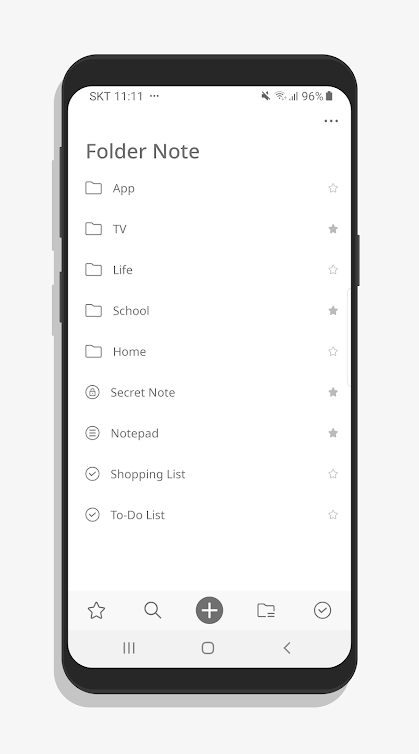 SKT 11:11 ··· 96%
Folder Note
App
TV
Life
School
Home
Secret Note
Notepad
Shopping List
To-Do List